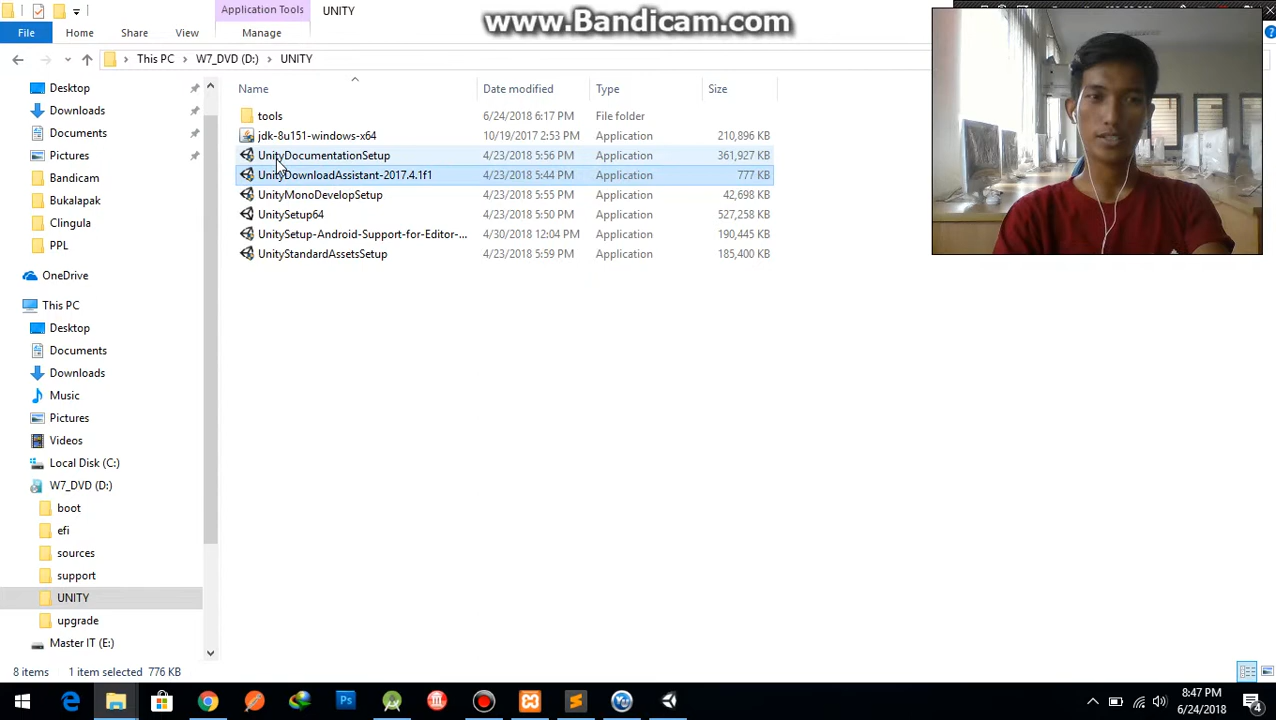 Application Tools
UNITY
www.Bandicam.com
File
Home
Share
View
Manage
This PC
W7_DVD (D:)
UNITY
Name
Date modified
Type
Size
tools
6/24/2018 6:17 PM
File folder
jdk-8u151-windows-x64
10/19/2017 2:53 PM
Application
210,896 KB
UnityDocumentationSetup
4/23/2018 5:56 PM
Application
361,927 KB
UnityDownloadAssistant-2017.4.1f1
4/23/2018 5:44 PM
Application
777 KB
UnityMonoDevelopSetup
4/23/2018 5:55 PM
Application
42,698 KB
UnitySetup64
4/23/2018 5:50 PM
Application
527,258 KB
UnitySetup-Android-Support-for-Editor-...
4/30/2018 12:04 PM
Application
190,445 KB
UnityStandardAssetsSetup
4/23/2018 5:59 PM
Application
185,400 KB
Desktop
Downloads
Documents
Pictures
Bandicam
Bukalapak
Clingula
PPL
OneDrive
This PC
Desktop
Documents
Downloads
Music
Pictures
Videos
Local Disk (C:)
W7_DVD (D:)
boot
efi
sources
support
UNITY
upgrade
Master IT (E:)
8 items
1 item selected 776 KB
Ps
8:47 PM
6/24/2018
4